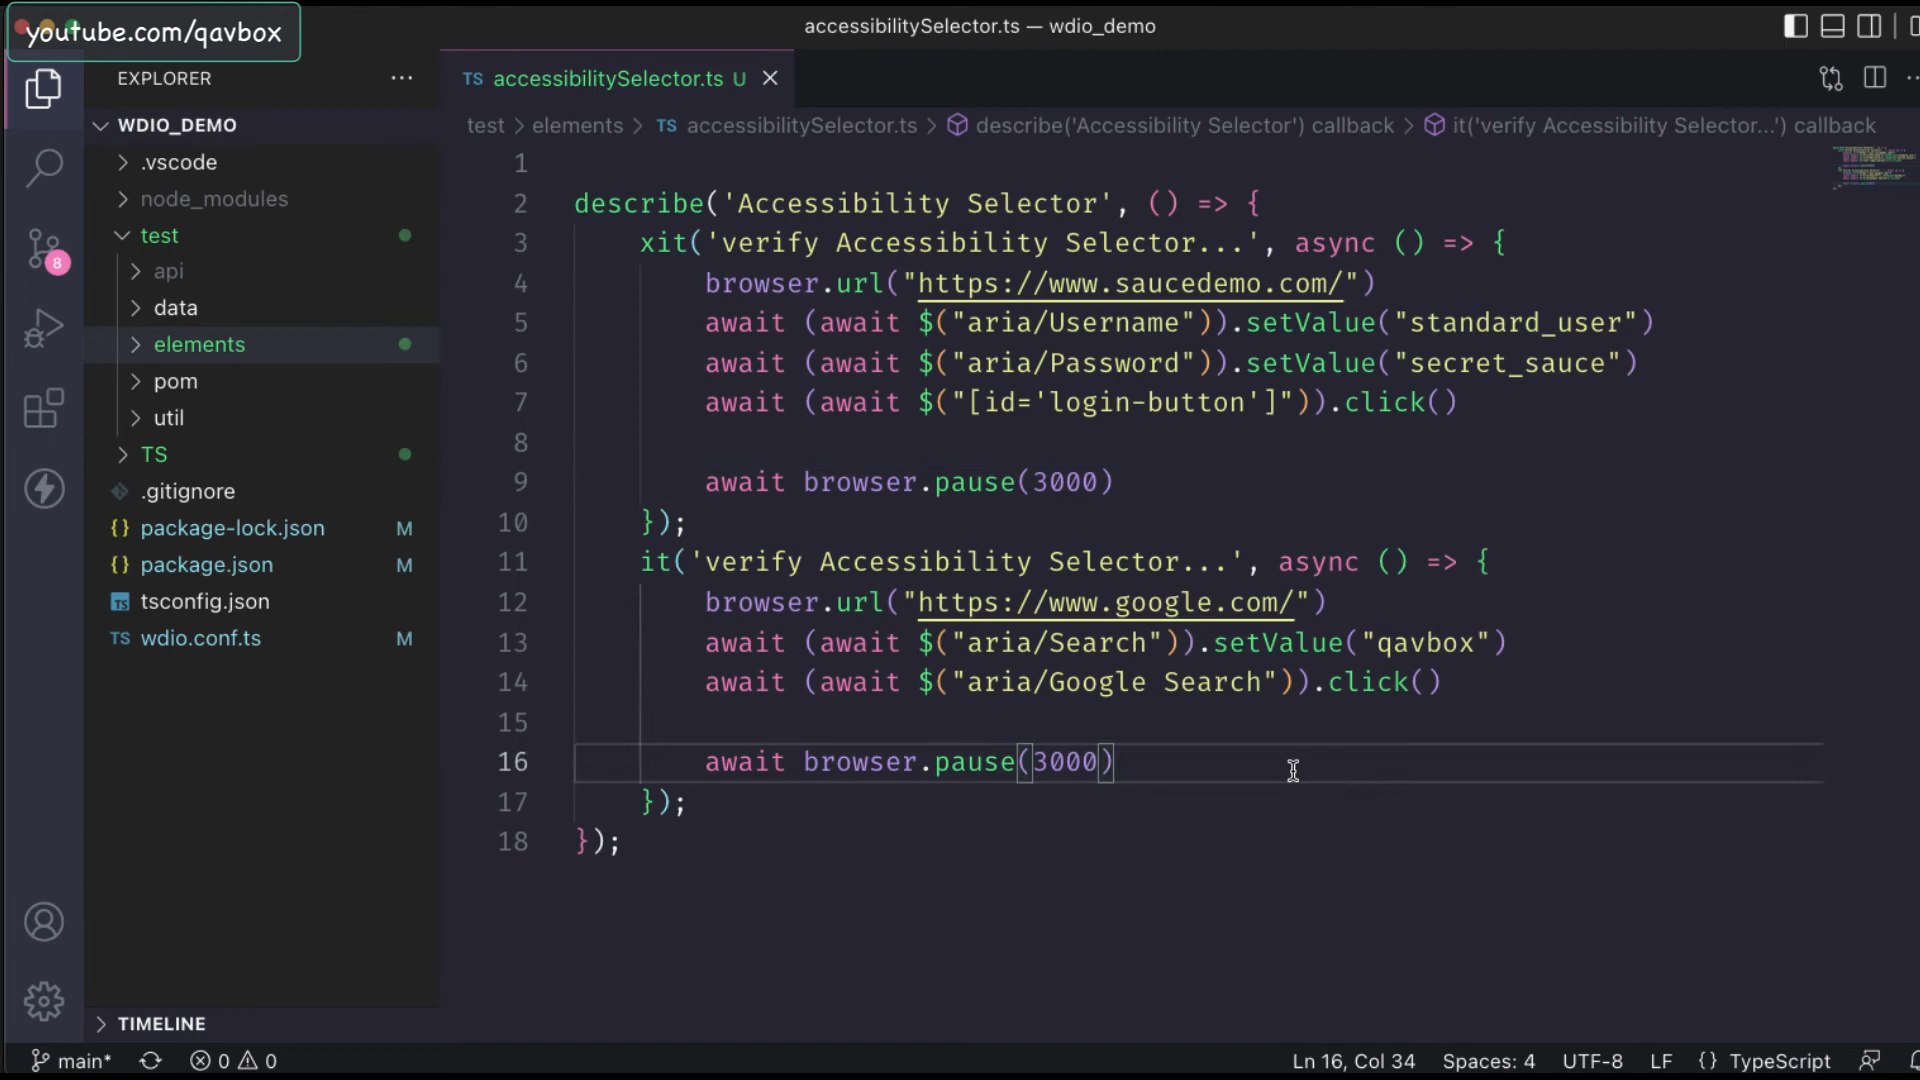 youtube.com/qavbox
accessibilitySelector.ts — wdio_demo
EXPLORER
TS accessibilitySelector.ts U
WDIO_DEMO
test > elements > TS accessibilitySelector.ts > describe('Accessibility Selector') callback > it('verify Accessibility Selector...') callback
.vscode
node_modules
test
api
data
elements
pom
util
TS
.gitignore
{} package-lock.json M
{} package.json M
TS tsconfig.json
TS wdio.conf.ts M
TIMELINE
8
1
2 describe('Accessibility Selector', () => {
3 xit('verify Accessibility Selector...', async () => {
4 browser.url("https://www.saucedemo.com/")
5 await (await $("aria/Username")).setValue("standard_user")
6 await (await $("aria/Password")).setValue("secret_sauce")
7 await (await $("[id='login-button']")).click()
8
9 await browser.pause(3000)
10 });
11 it('verify Accessibility Selector...', async () => {
12 browser.url("https://www.google.com/")
13 await (await $("aria/Search")).setValue("qavbox")
14 await (await $("aria/Google Search")).click()
15
16 await browser.pause(3000)
17 });
18 });
main* 0 0 Ln 16, Col 34 Spaces: 4 UTF-8 LF {} TypeScript